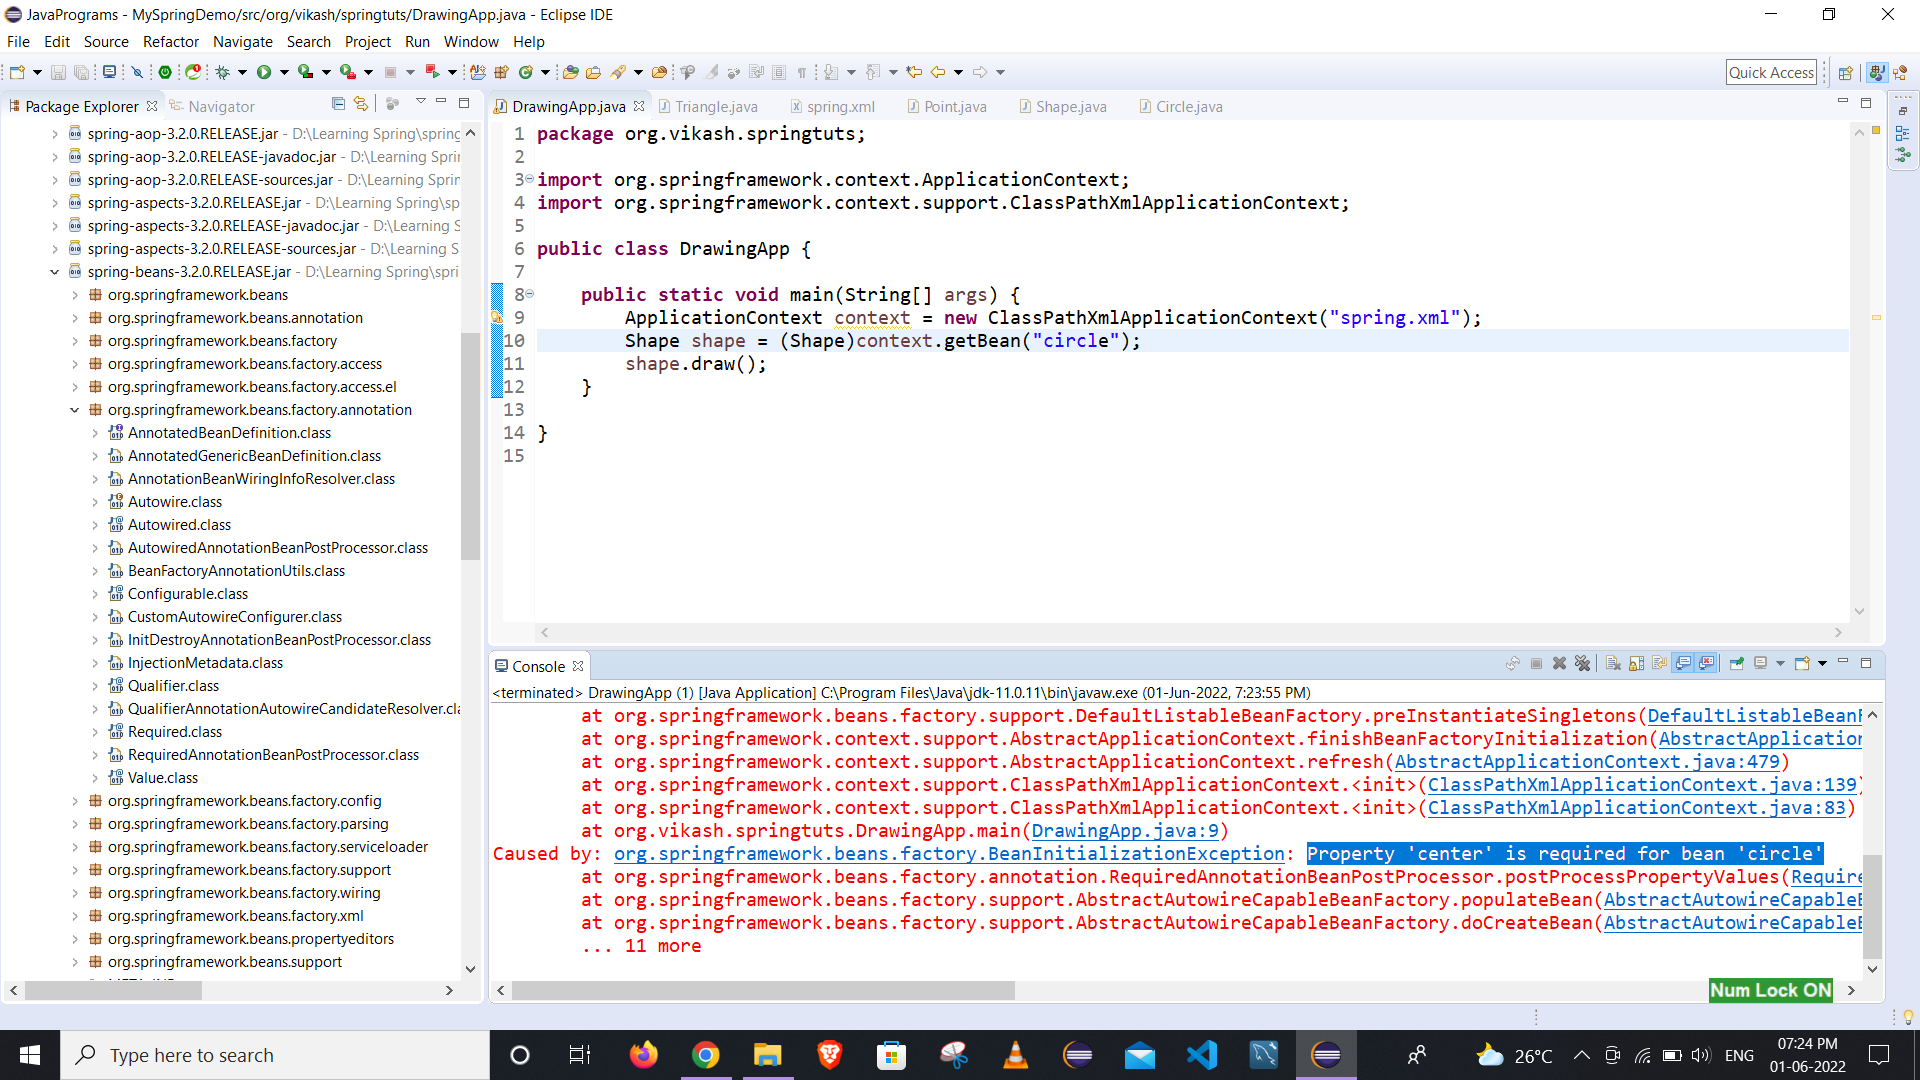 JavaPrograms - MySpringDemo/src/org/vikash/springtuts/DrawingApp.java - Eclipse IDE
File Edit Source Refactor Navigate Search Project Run Window Help
Quick Access
Package Explorer Navigator
spring-aop-3.2.0.RELEASE.jar - D:\Learning Spring\spring
spring-aop-3.2.0.RELEASE-javadoc.jar - D:\Learning Spr
spring-aop-3.2.0.RELEASE-sources.jar - D:\Learning Sprir
spring-aspects-3.2.0.RELEASE.jar - D:\Learning Spring\sp
spring-aspects-3.2.0.RELEASE-javadoc.jar - D:\Learning S
spring-aspects-3.2.0.RELEASE-sources.jar - D:\Learning S
spring-beans-3.2.0.RELEASE.jar - D:\Learning Spring\spri
org.springframework.beans
org.springframework.beans.annotation
org.springframework.beans.factory
org.springframework.beans.factory.access
org.springframework.beans.factory.access.el
org.springframework.beans.factory.annotation
AnnotatedBeanDefinition.class
AnnotatedGenericBeanDefinition.class
AnnotationBeanWiringInfoResolver.class
Autowire.class
Autowired.class
AutowiredAnnotationBeanPostProcessor.class
BeanFactoryAnnotationUtils.class
Configurable.class
CustomAutowireConfigurer.class
InitDestroyAnnotationBeanPostProcessor.class
InjectionMetadata.class
Qualifier.class
QualifierAnnotationAutowireCandidateResolver.cla
Required.class
RequiredAnnotationBeanPostProcessor.class
Value.class
org.springframework.beans.factory.config
org.springframework.beans.factory.parsing
org.springframework.beans.factory.serviceloader
org.springframework.beans.factory.support
org.springframework.beans.factory.wiring
org.springframework.beans.factory.xml
org.springframework.beans.propertyeditors
org.springframework.beans.support
DrawingApp.java Triangle.java spring.xml Point.java Shape.java Circle.java
1 package org.vikash.springtuts;
2
3 import org.springframework.context.ApplicationContext;
4 import org.springframework.context.support.ClassPathXmlApplicationContext;
5
6 public class DrawingApp {
7
8 public static void main(String[] args) {
9 ApplicationContext context = new ClassPathXmlApplicationContext("spring.xml");
10 Shape shape = (Shape)context.getBean("circle");
11 shape.draw();
12 }
13
14 }
15
Console
<terminated> DrawingApp (1) [Java Application] C:\Program Files\Java\jdk-11.0.11\bin\javaw.exe (01-Jun-2022, 7:23:55 PM)
at org.springframework.beans.factory.support.DefaultListableBeanFactory.preInstantiateSingletons(DefaultListableBeanF
at org.springframework.context.support.AbstractApplicationContext.finishBeanFactoryInitialization(AbstractApplication
at org.springframework.context.support.AbstractApplicationContext.refresh(AbstractApplicationContext.java:479)
at org.springframework.context.support.ClassPathXmlApplicationContext.<init>(ClassPathXmlApplicationContext.java:139)
at org.springframework.context.support.ClassPathXmlApplicationContext.<init>(ClassPathXmlApplicationContext.java:83)
at org.vikash.springtuts.DrawingApp.main(DrawingApp.java:9)
Caused by: org.springframework.beans.factory.BeanInitializationException: Property 'center' is required for bean 'circle'
at org.springframework.beans.factory.annotation.RequiredAnnotationBeanPostProcessor.postProcessPropertyValues(Require
at org.springframework.beans.factory.support.AbstractAutowireCapableBeanFactory.populateBean(AbstractAutowireCapableB
at org.springframework.beans.factory.support.AbstractAutowireCapableBeanFactory.doCreateBean(AbstractAutowireCapableB
... 11 more
Num Lock ON
Type here to search
26°C
ENG
07:24 PM
01-06-2022